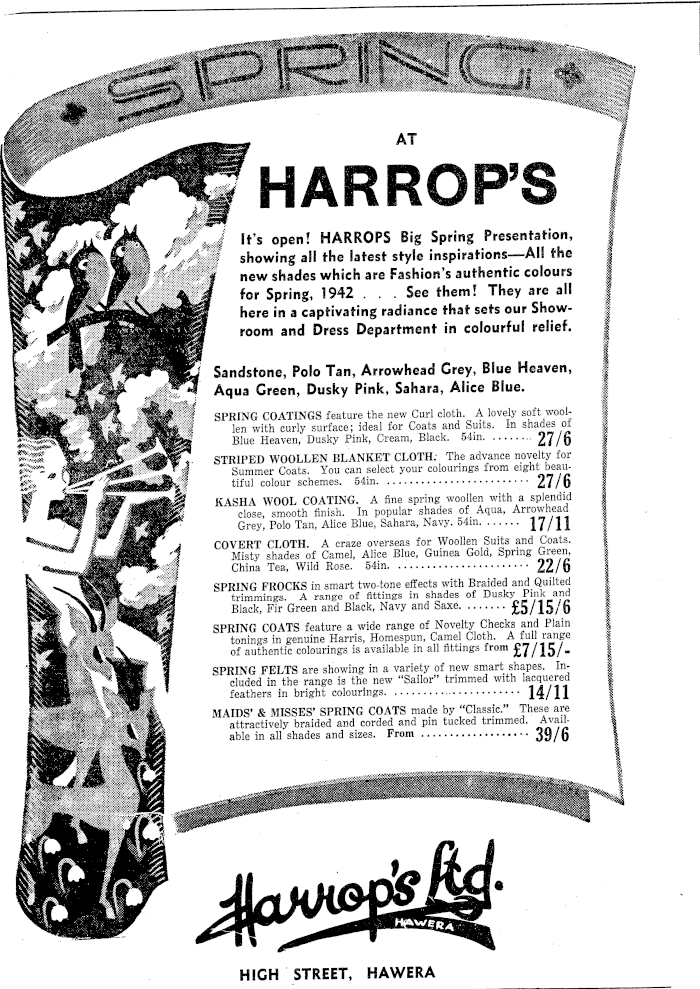 SPRING
AT
HARROP'S
It's open! HARROPS Big Spring Presentation,
showing all the latest style inspirations—All the
new shades which are Fashion's authentic colours
for Spring, 1942 . . . See them! They are all
here in a captivating radiance that sets our Show-
room and Dress Department in colourful relief.
Sandstone, Polo Tan, Arrowhead Grey, Blue Heaven,
Aqua Green, Dusky Pink, Sahara, Alice Blue.
SPRING COATINGS feature the new Curl cloth. A lovely soft wool-
len with curly surface; ideal for Coats and Suits. In shades of
Blue Heaven, Dusky Pink, Cream, Black. 54in. ........ 27/6
STRIPED WOOLLEN BLANKET CLOTH. The advance novelty for
Summer Coats. You can select your colourings from eight beau-
tiful colour schemes. 54in. .......................... 27/6
KASHA WOOL COATING. A fine spring woollen with a splendid
close, smooth finish. In popular shades of Aqua, Arrowhead
Grey, Polo Tan, Alice Blue, Sahara, Navy. 54in. ...... 17/11
COVERT CLOTH. A craze overseas for Woollen Suits and Coats.
Misty shades of Camel, Alice Blue, Guinea Gold, Spring Green,
China Tea, Wild Rose. 54in. ........................ 22/6
SPRING FROCKS in smart two-tone effects with Braided and Quilted
trimmings. A range of fittings in shades of Dusky Pink and
Black, Fir Green and Black, Navy and Saxe. ....... £5/15/6
SPRING COATS feature a wide range of Novelty Checks and Plain
tonings in genuine Harris, Homespun, Camel Cloth. A full range
of authentic colourings is available in all fittings from £7/15/-
SPRING FELTS are showing in a variety of new smart shapes. In-
cluded in the range is the new "Sailor" trimmed with lacquered
feathers in bright colourings. ....................... 14/11
MAIDS' & MISSES' SPRING COATS made by "Classic." These are
attractively braided and corded and pin tucked trimmed. Avail-
able in all shades and sizes. From ................... 39/6
Harrop's Ltd.
HAWERA
HIGH STREET, HAWERA